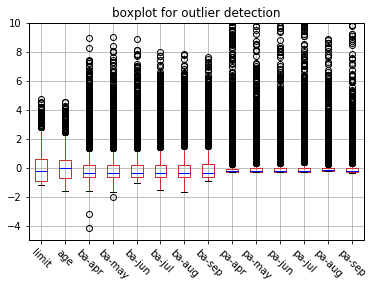 boxplot for outlier detection
10
8
6
4
2
0
−2
−4
limit
age
ba-apr
ba-may
ba-jun
ba-jul
ba-aug
ba-sep
pa-apr
pa-may
pa-jun
pa-jul
pa-aug
pa-sep